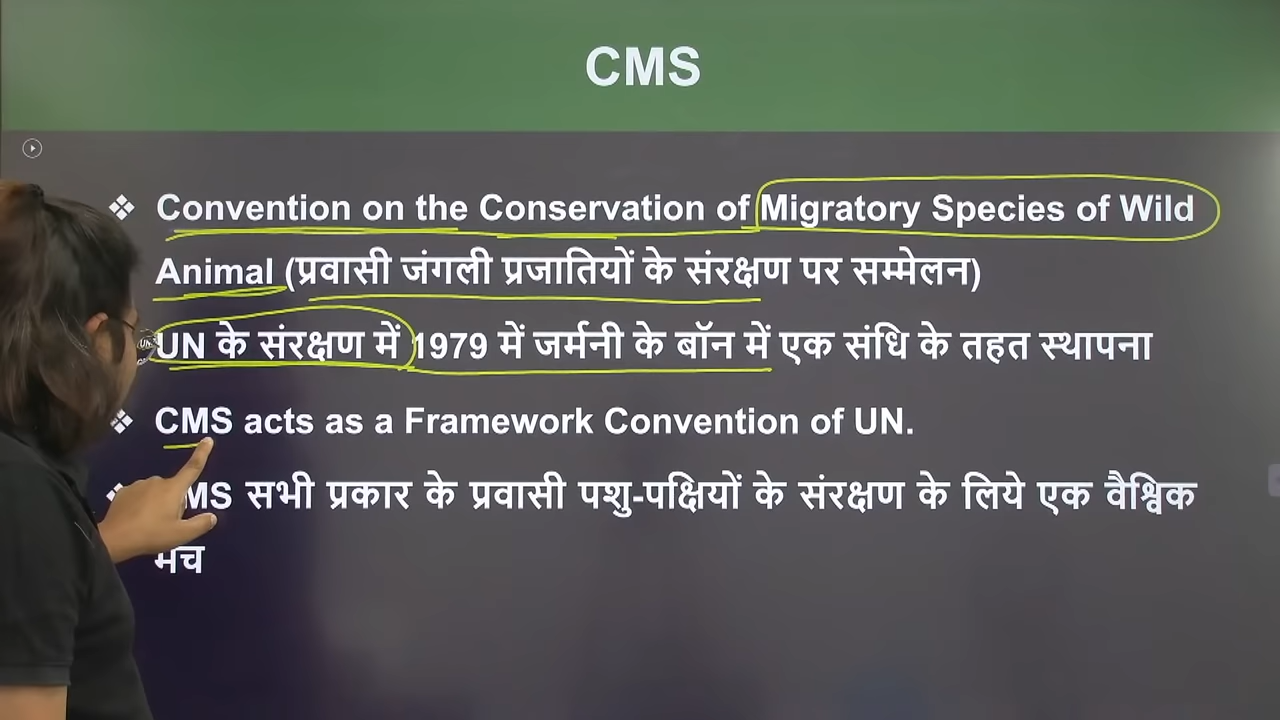 CMS
❖ Convention on the Conservation of Migratory Species of Wild
Animal (प्रवासी जंगली प्रजातियों के संरक्षण पर सम्मेलन)
UN के संरक्षण में 1979 में जर्मनी के बॉन में एक संधि के तहत स्थापना
❖ CMS acts as a Framework Convention of UN.
❖ CMS सभी प्रकार के प्रवासी पशु-पक्षियों के संरक्षण के लिये एक वैश्विक
मंच